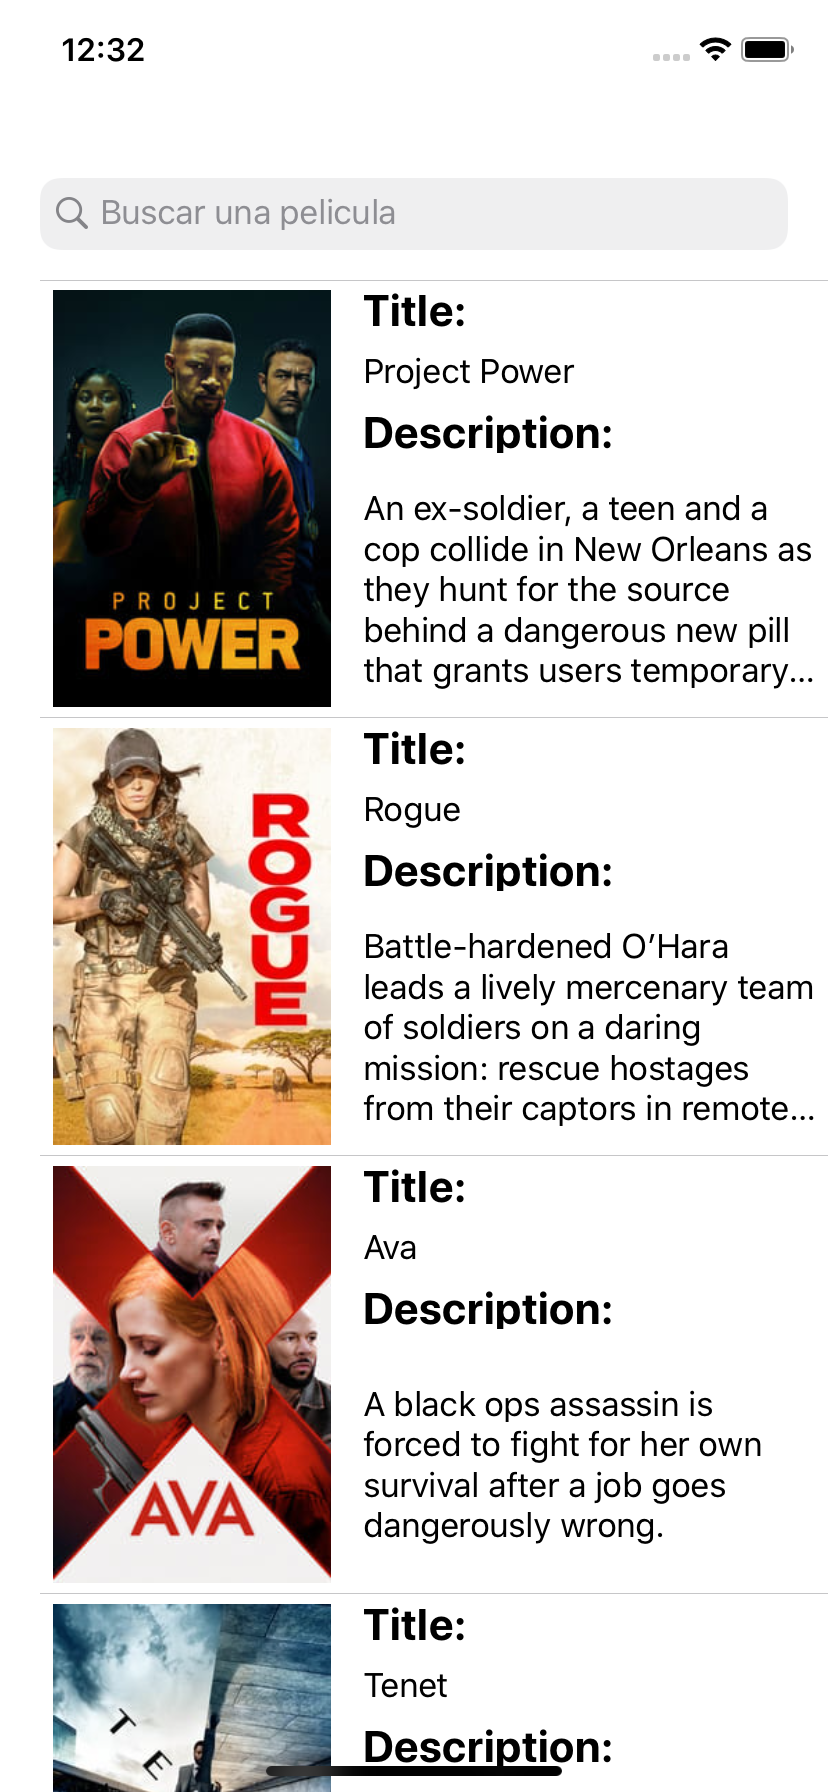 12:32
Buscar una pelicula
Title:
Project Power
Description:
An ex-soldier, a teen and a
cop collide in New Orleans as
they hunt for the source
behind a dangerous new pill
that grants users temporary...
PROJECT
POWER
Title:
Rogue
Description:
Battle-hardened O’Hara
leads a lively mercenary team
of soldiers on a daring
mission: rescue hostages
from their captors in remote...
ROGUE
Title:
Ava
Description:
A black ops assassin is
forced to fight for her own
survival after a job goes
dangerously wrong.
AVA
Title:
Tenet
Description:
TE